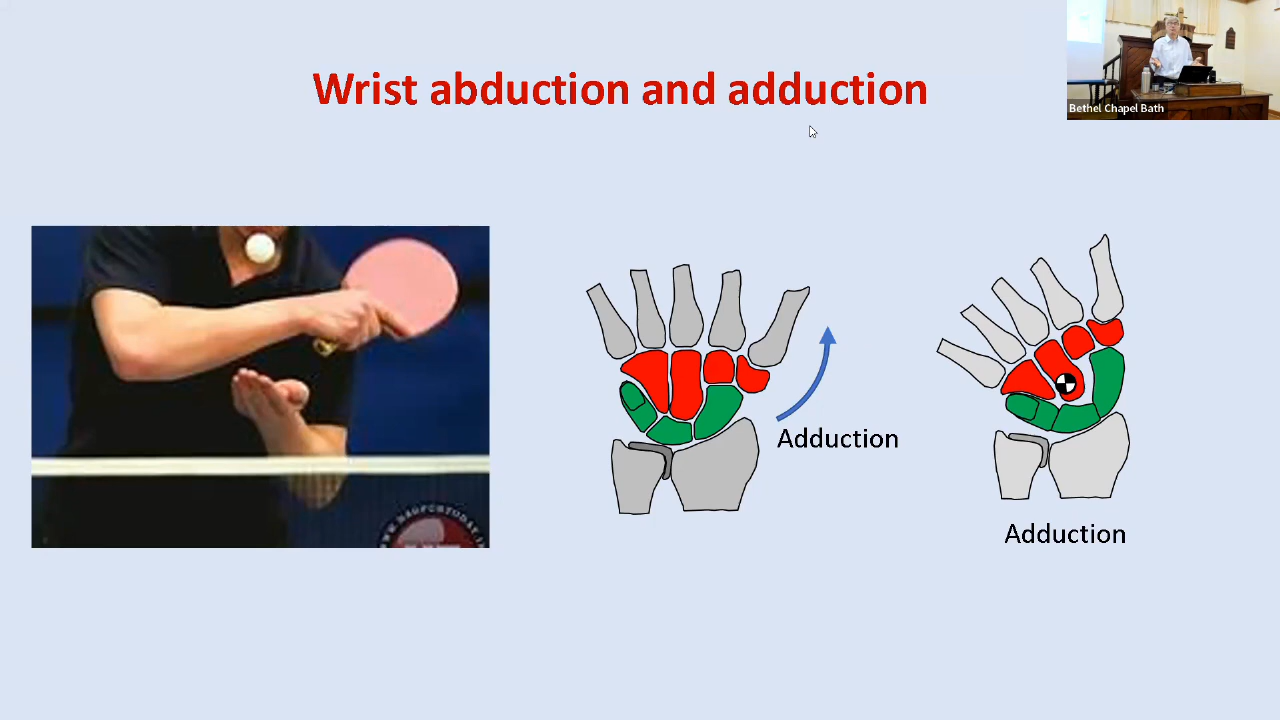 Wrist abduction and adduction
Bethel Chapel Bath
Adduction
Adduction